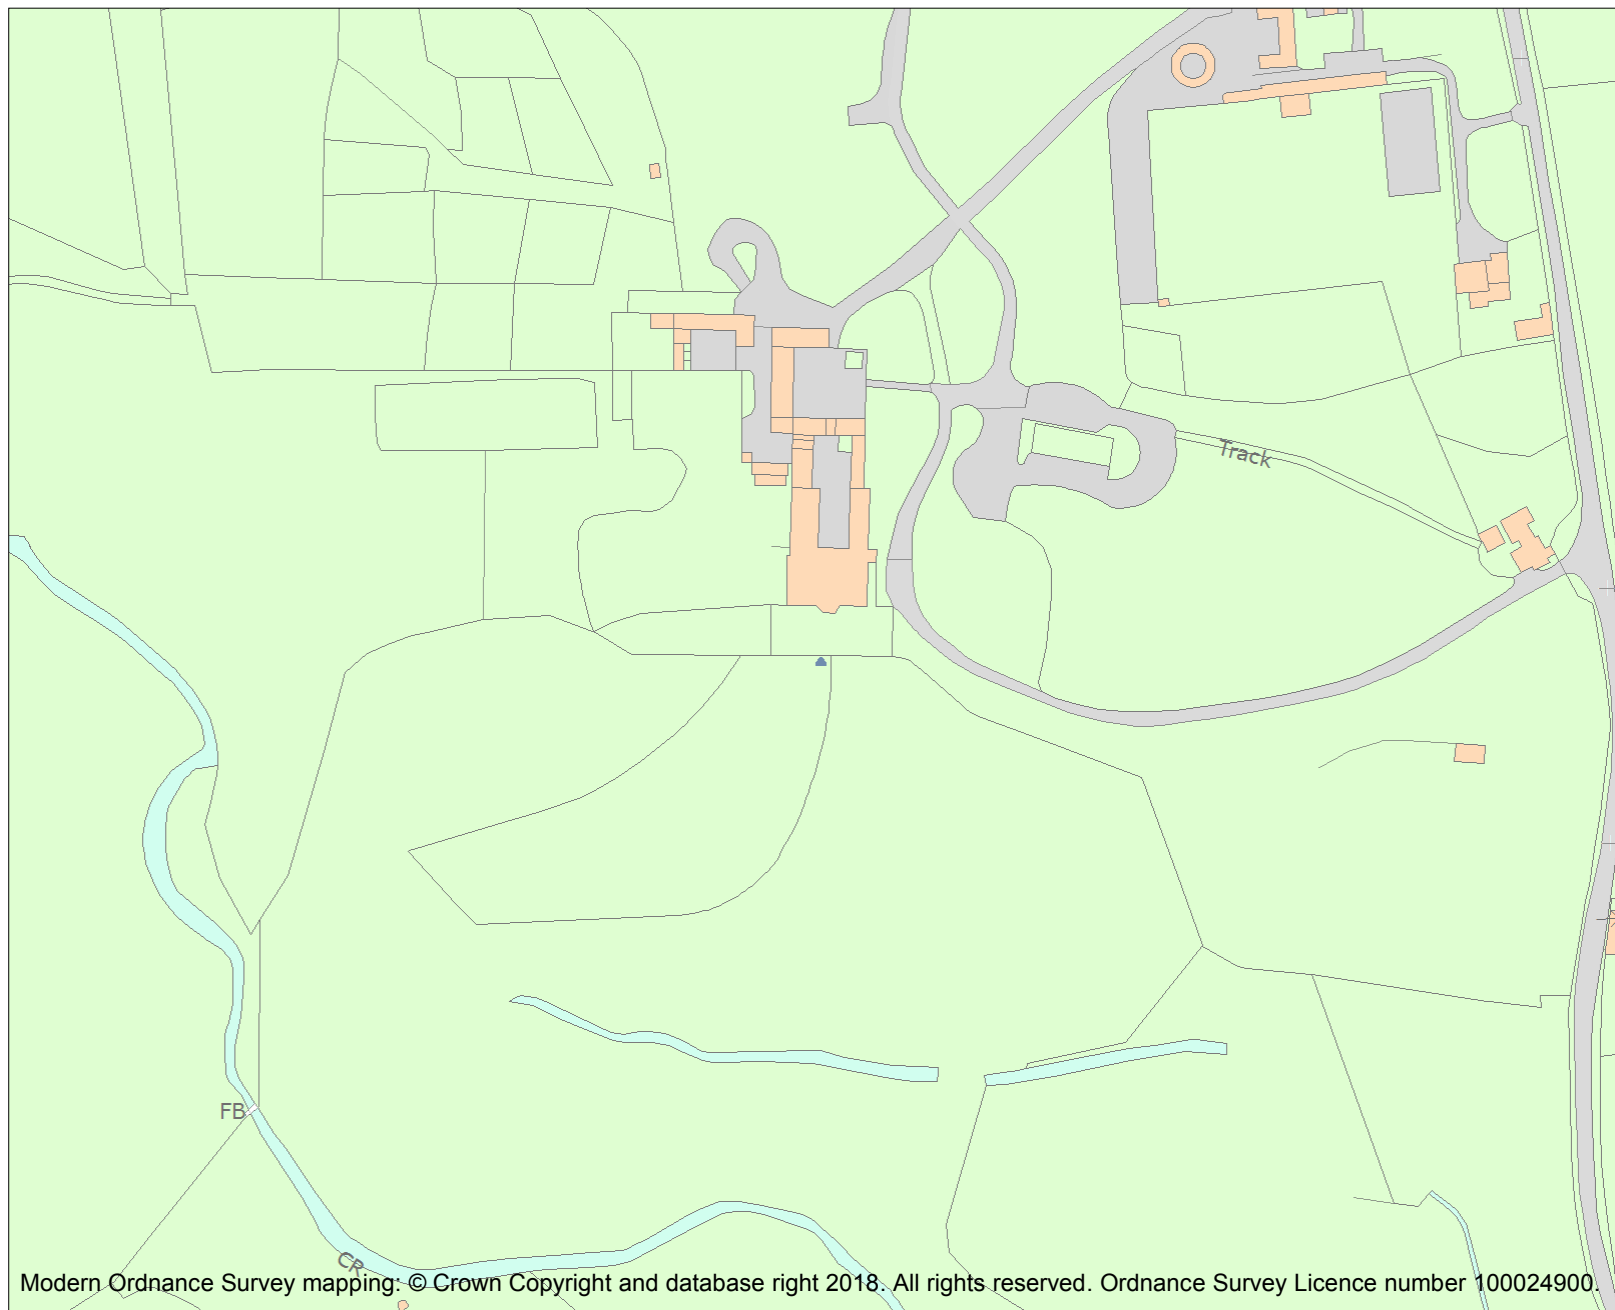 Track
FB
CR
Modern Ordnance Survey mapping: © Crown Copyright and database right 2018. All rights reserved. Ordnance Survey Licence number 100024900.